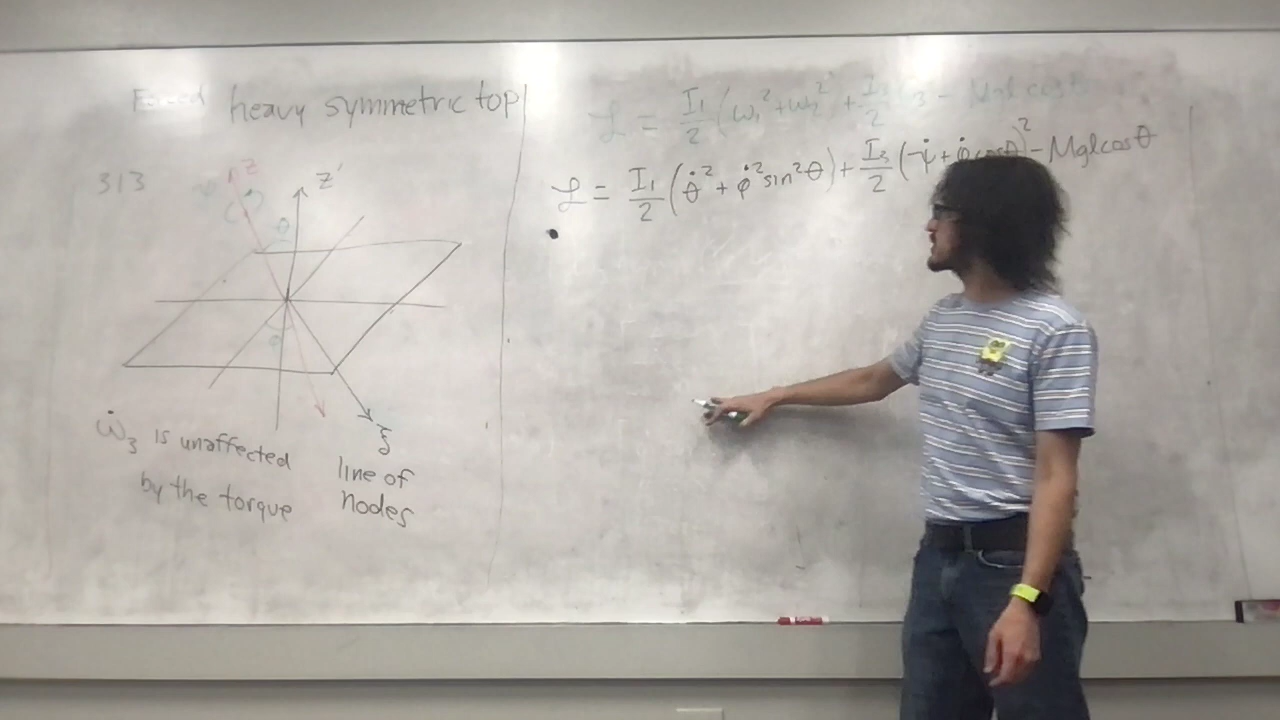 Forced heavy symmetric top
313
z
z'
θ
φ
ξ
ω̇₃ is unaffected
by the torque
line of
nodes
ℒ = I₁/2 (ω₁² + ω₂²) + I₃/2 ω₃ - Mgl cosθ
ℒ = I₁/2 (θ̇² + φ̇² sin²θ) + I₃/2 (ψ̇ + φ̇ cosθ)² - Mgl cosθ